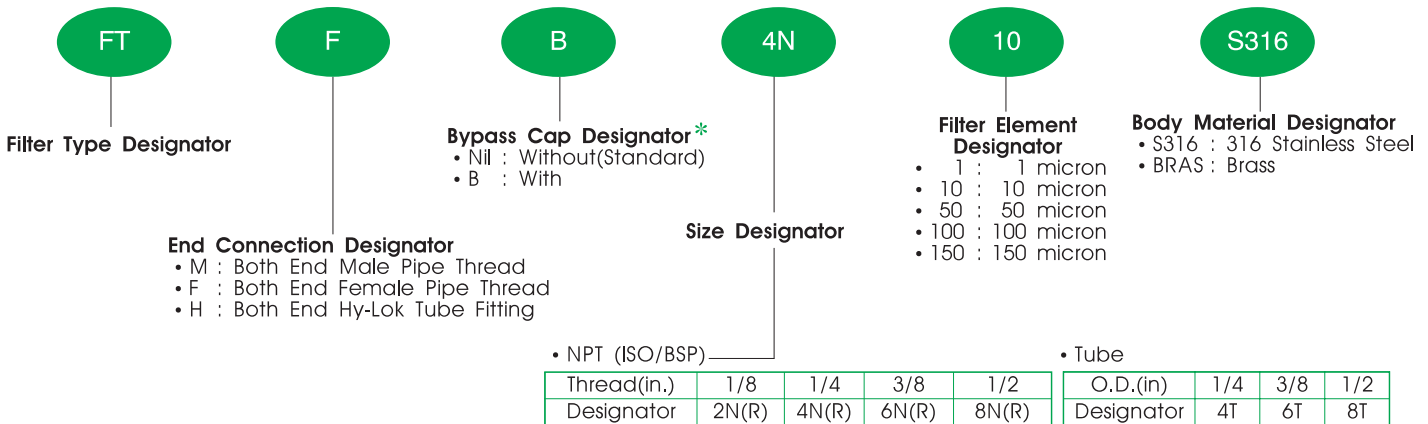 FT F B 4N 10 S316
Filter Type Designator
End Connection Designator
• M : Both End Male Pipe Thread
• F : Both End Female Pipe Thread
• H : Both End Hy-Lok Tube Fitting
Bypass Cap Designator*
• Nil : Without(Standard)
• B : With
Size Designator
Filter Element
Designator
• 1 : 1 micron
• 10 : 10 micron
• 50 : 50 micron
• 100 : 100 micron
• 150 : 150 micron
Body Material Designator
• S316 : 316 Stainless Steel
• BRAS : Brass
• NPT (ISO/BSP)
Thread(in.) 1/8 1/4 3/8 1/2
Designator 2N(R) 4N(R) 6N(R) 8N(R)
• Tube
O.D.(in) 1/4 3/8 1/2
Designator 4T 6T 8T